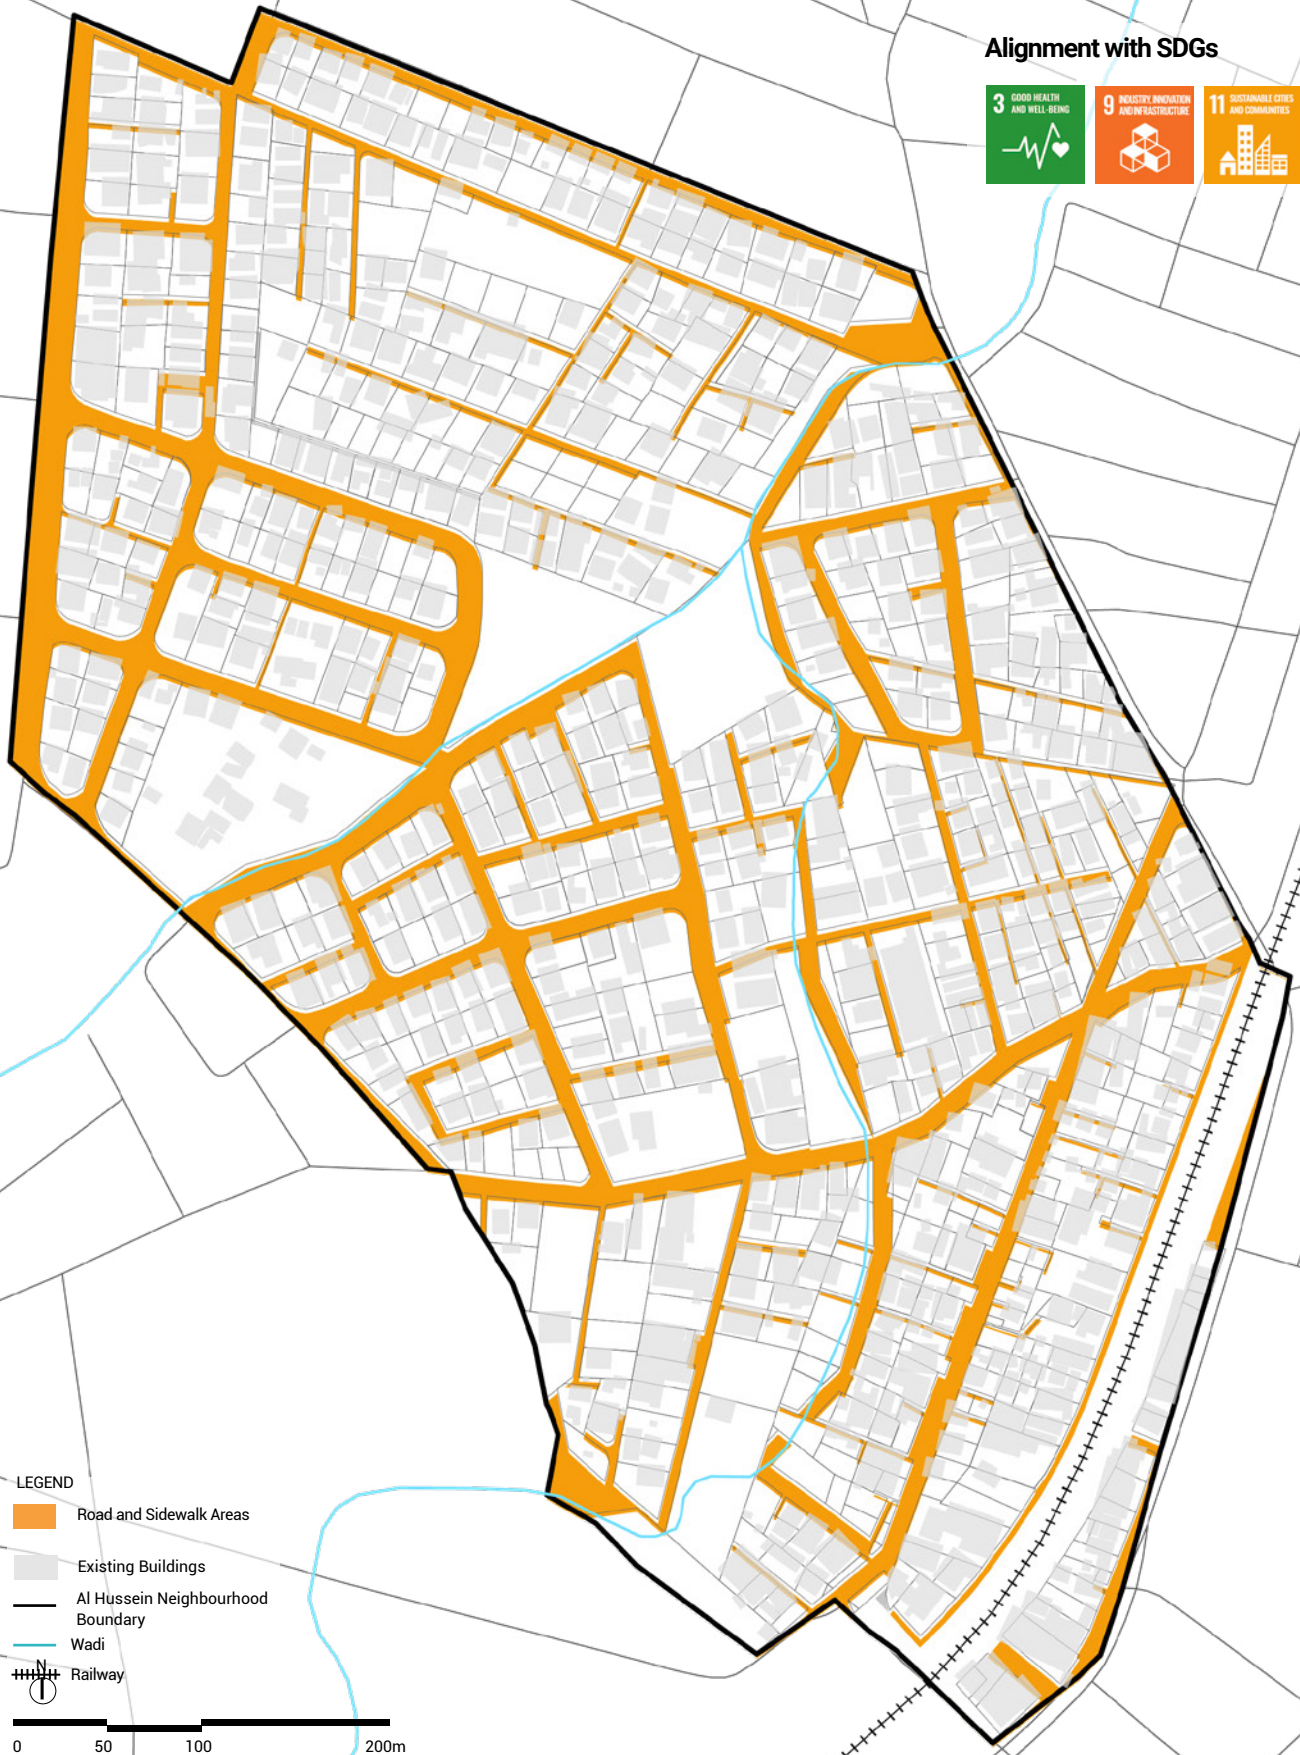 Alignment with SDGs
3 GOOD HEALTH
AND WELL-BEING
9 INDUSTRY, INNOVATION
AND INFRASTRUCTURE
11 SUSTAINABLE CITIES
AND COMMUNITIES
LEGEND
Road and Sidewalk Areas
Existing Buildings
Al Hussein Neighbourhood
Boundary
Wadi
Railway
N
0 50 100 200m